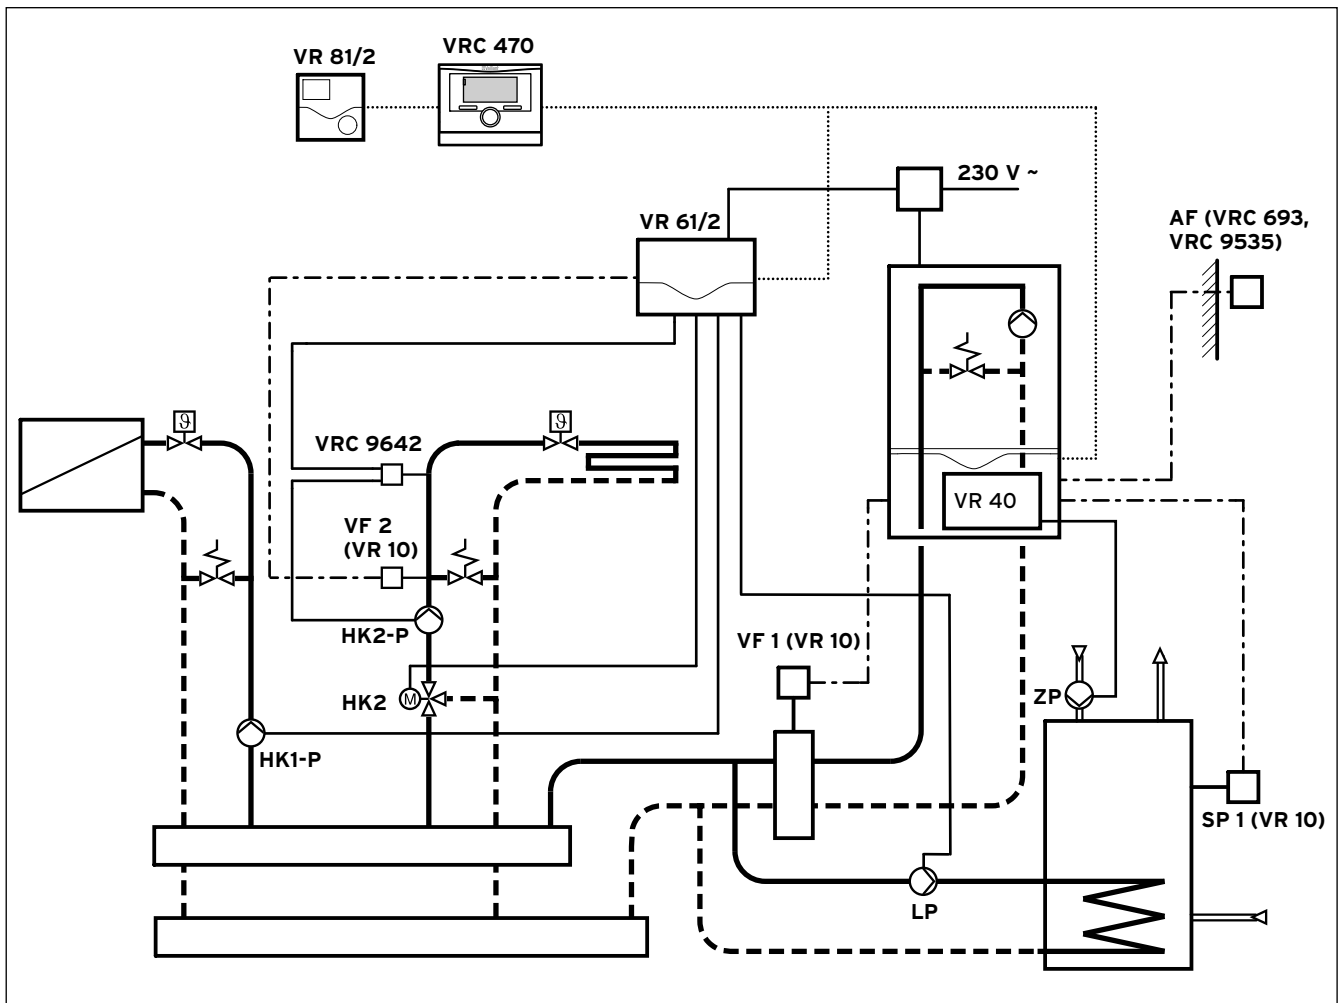 VR 81/2
VRC 470
230 V ~
VR 61/2
AF (VRC 693,
VRC 9535)
ϑ
ϑ
VRC 9642
VR 40
VF 2
(VR 10)
HK2-P
VF 1 (VR 10)
HK2
M
ZP
HK1-P
SP 1 (VR 10)
LP